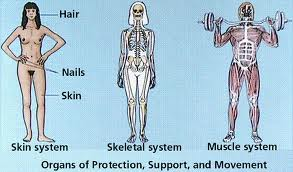 Hair
Nails
Skin
Skin system
Skeletal system
Muscle system
Organs of Protection, Support, and Movement